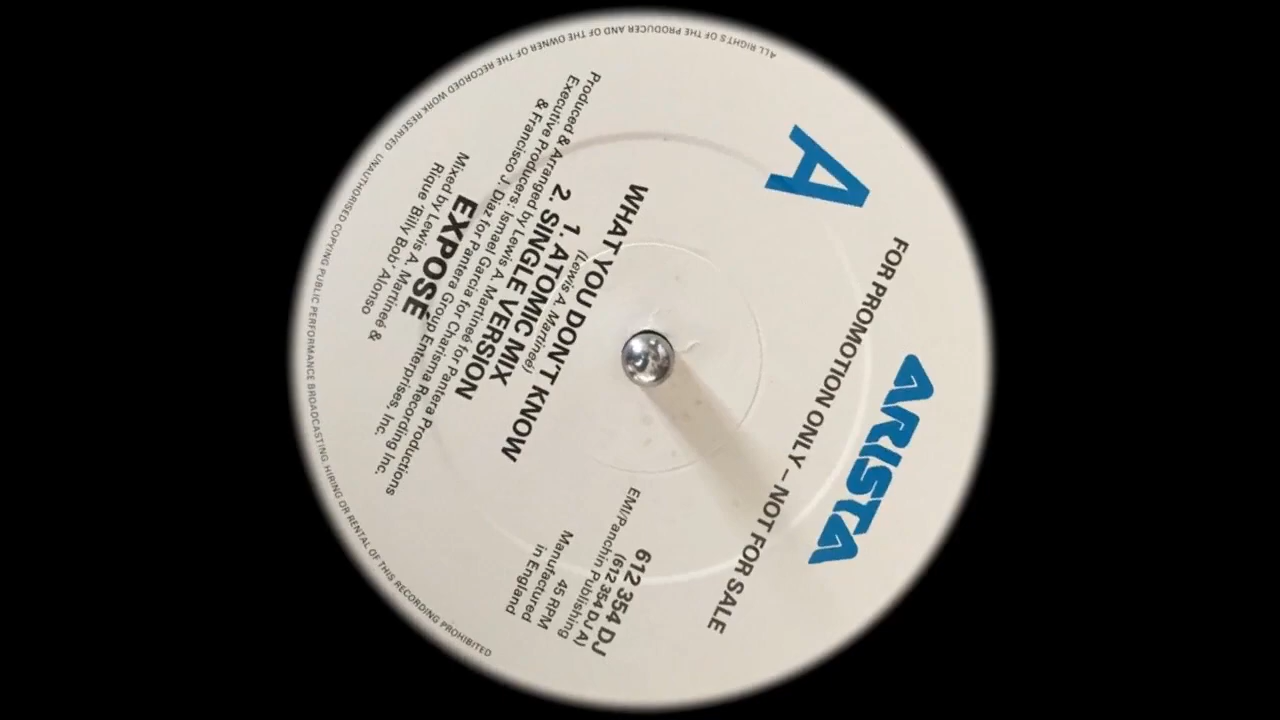 ARISTA
A
FOR PROMOTION ONLY – NOT FOR SALE
612 354 DJ
(612 354 DJ A)
EMI/Panchin Publishing
45 RPM
Manufactured
in England
WHAT YOU DON'T KNOW
(Lewis A. Martineé)
1. ATOMIC MIX
2. SINGLE VERSION
Produced & Arranged by Lewis A. Martineé for Pantera Productions
Executive Producers: Ismael Garcia for Charisma Recording Inc.
& Francisco J. Diaz for Pantera Group Enterprises, Inc.
EXPOSÉ
Mixed by Lewis A. Martineé &
Rique 'Billy Bob' Alonso
ALL RIGHTS OF THE PRODUCER AND OF THE OWNER OF THE RECORDED WORK RESERVED UNAUTHORISED COPYING PUBLIC PERFORMANCE BROADCASTING HIRING OR RENTAL OF THIS RECORDING PROHIBITED